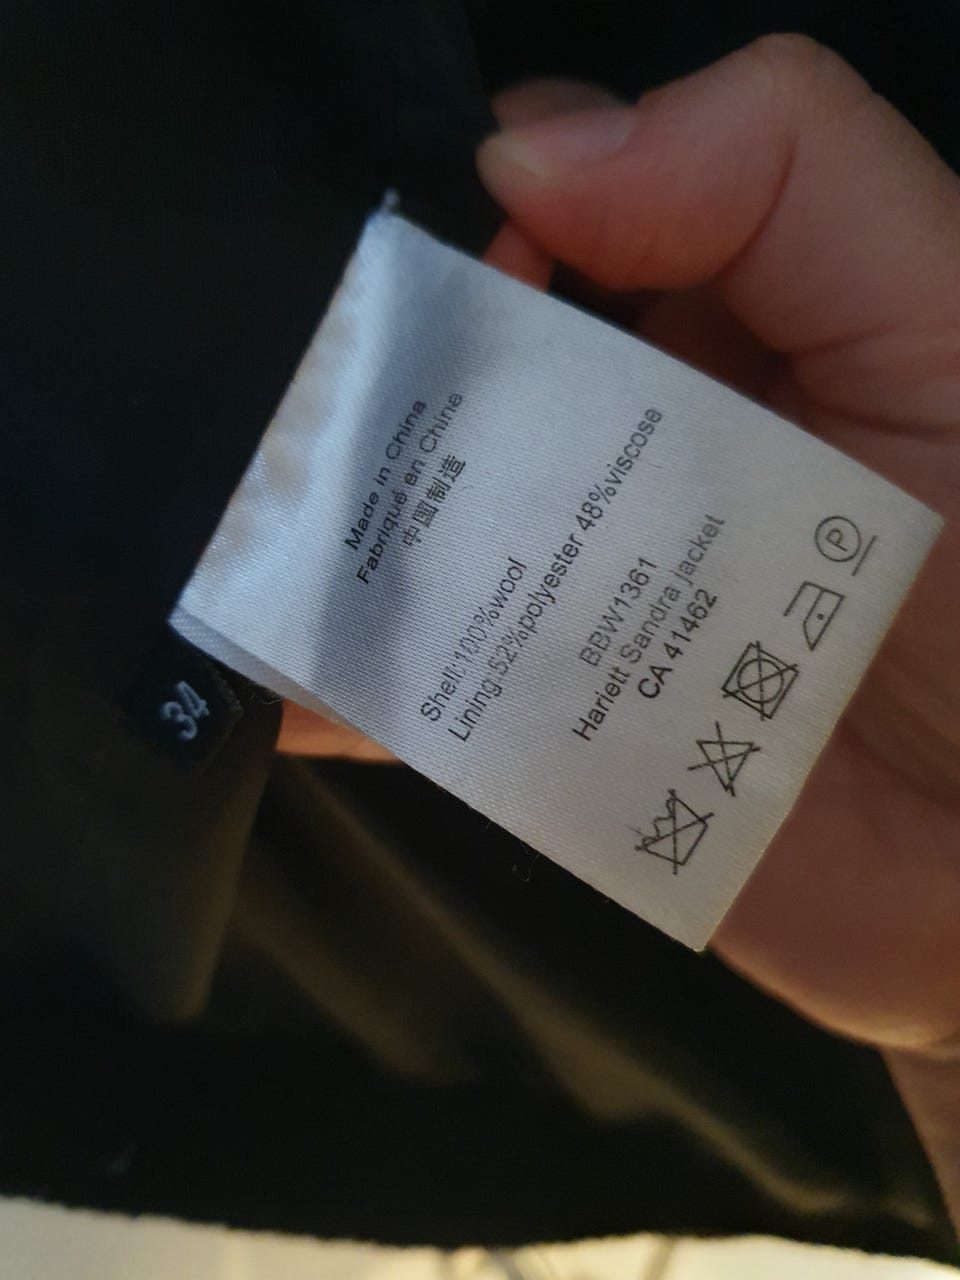 Made in China
Fabriqué en Chine
中国制造
Shell:100%wool
Lining:52%polyester 48%viscose
BBW1361
Hariett Sandra Jacket
CA 41462
P
34